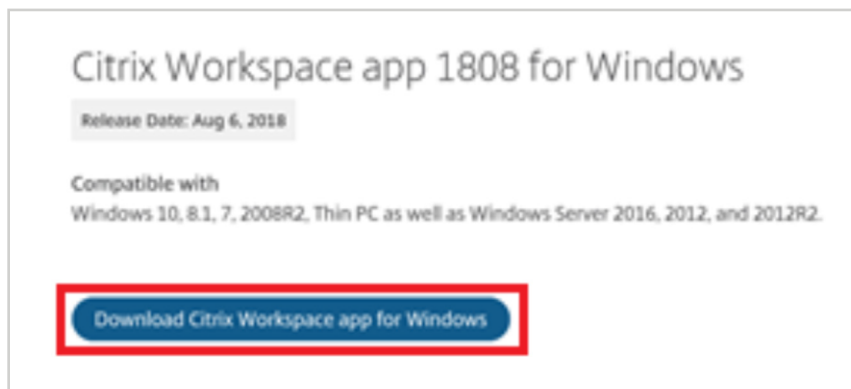 Citrix Workspace app 1808 for Windows
Release Date: Aug 6, 2018
Compatible with
Windows 10, 8.1, 7, 2008R2, Thin PC as well as Windows Server 2016, 2012, and 2012R2.
Download Citrix Workspace app for Windows